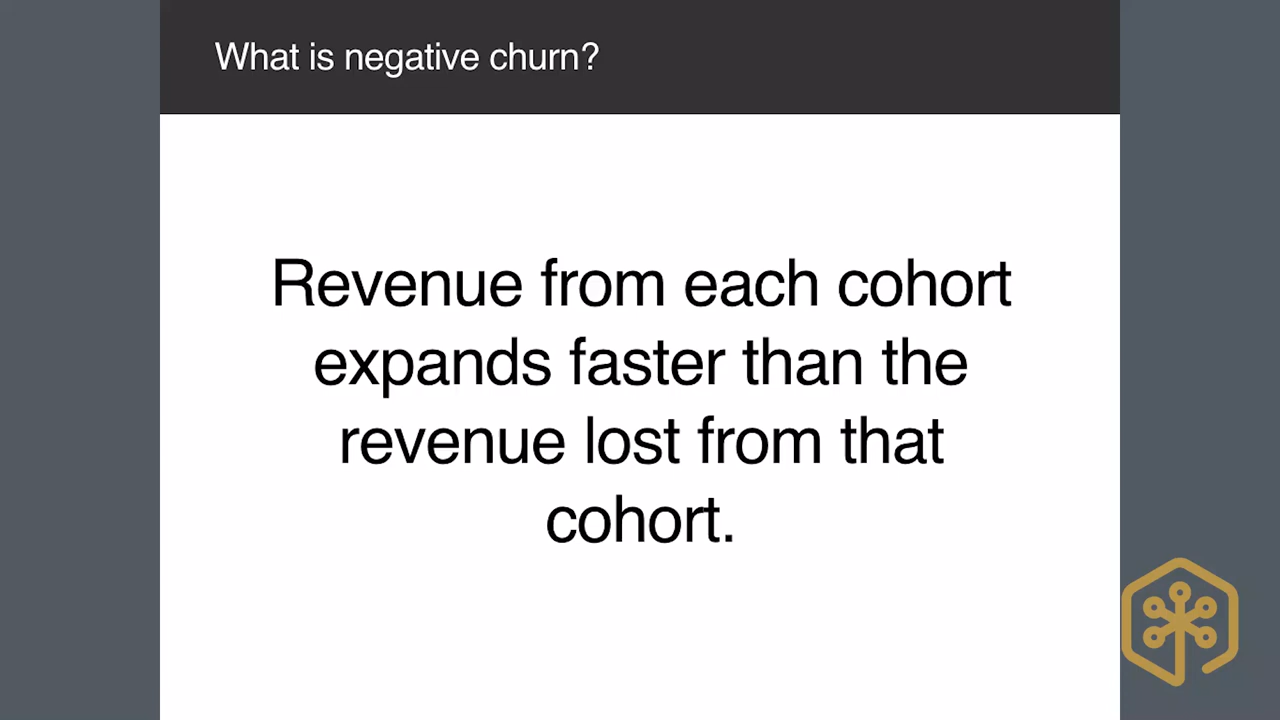 What is negative churn?
Revenue from each cohort
expands faster than the
revenue lost from that
cohort.